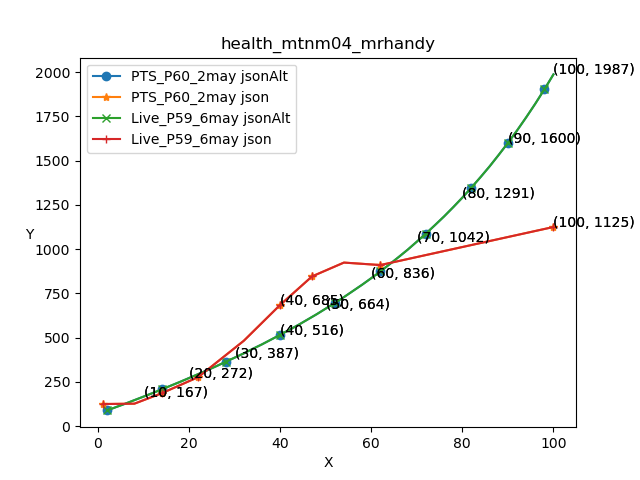 health_mtnm04_mrhandy
PTS_P60_2may jsonAlt
PTS_P60_2may json
Live_P59_6may jsonAlt
Live_P59_6may json
Y
2000
1750
1500
1250
1000
750
500
250
0
(100, 1987)
(90, 1600)
(80, 1291)
(100, 1125)
(70, 1042)
(60, 836)
(40, 685)
(50, 664)
(40, 516)
(30, 387)
(20, 272)
(10, 167)
0 20 40 60 80 100
X